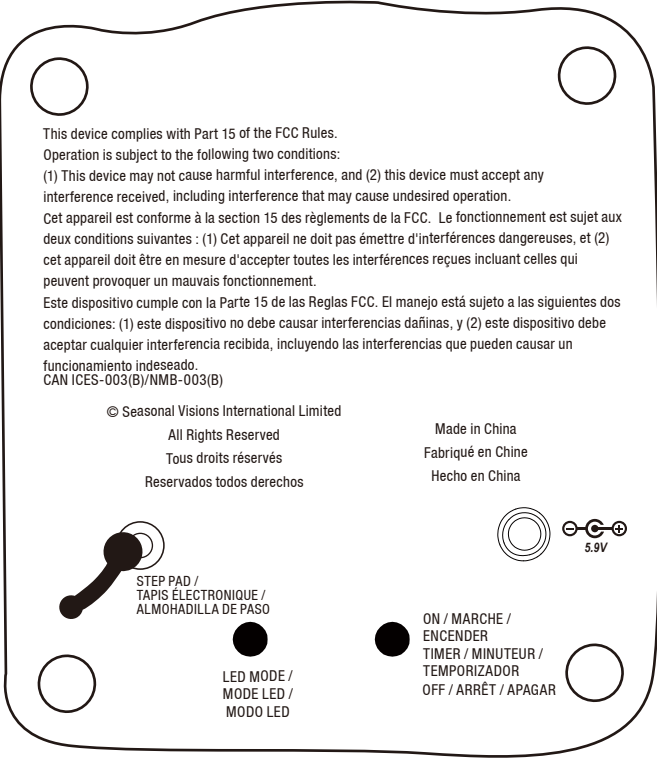 This device complies with Part 15 of the FCC Rules.
Operation is subject to the following two conditions:
(1) This device may not cause harmful interference, and (2) this device must accept any
interference received, including interference that may cause undesired operation.
Cet appareil est conforme à la section 15 des règlements de la FCC. Le fonctionnement est sujet aux
deux conditions suivantes : (1) Cet appareil ne doit pas émettre d'interférences dangereuses, et (2)
cet appareil doit être en mesure d'accepter toutes les interférences reçues incluant celles qui
peuvent provoquer un mauvais fonctionnement.
Este dispositivo cumple con la Parte 15 de las Reglas FCC. El manejo está sujeto a las siguientes dos
condiciones: (1) este dispositivo no debe causar interferencias dañinas, y (2) este dispositivo debe
aceptar cualquier interferencia recibida, incluyendo las interferencias que pueden causar un
funcionamiento indeseado.
CAN ICES-003(B)/NMB-003(B)
© Seasonal Visions International Limited
All Rights Reserved
Tous droits réservés
Reservados todos derechos
Made in China
Fabriqué en Chine
Hecho en China
5.9V
STEP PAD /
TAPIS ÉLECTRONIQUE /
ALMOHADILLA DE PASO
LED MODE /
MODE LED /
MODO LED
ON / MARCHE /
ENCENDER
TIMER / MINUTEUR /
TEMPORIZADOR
OFF / ARRÊT / APAGAR